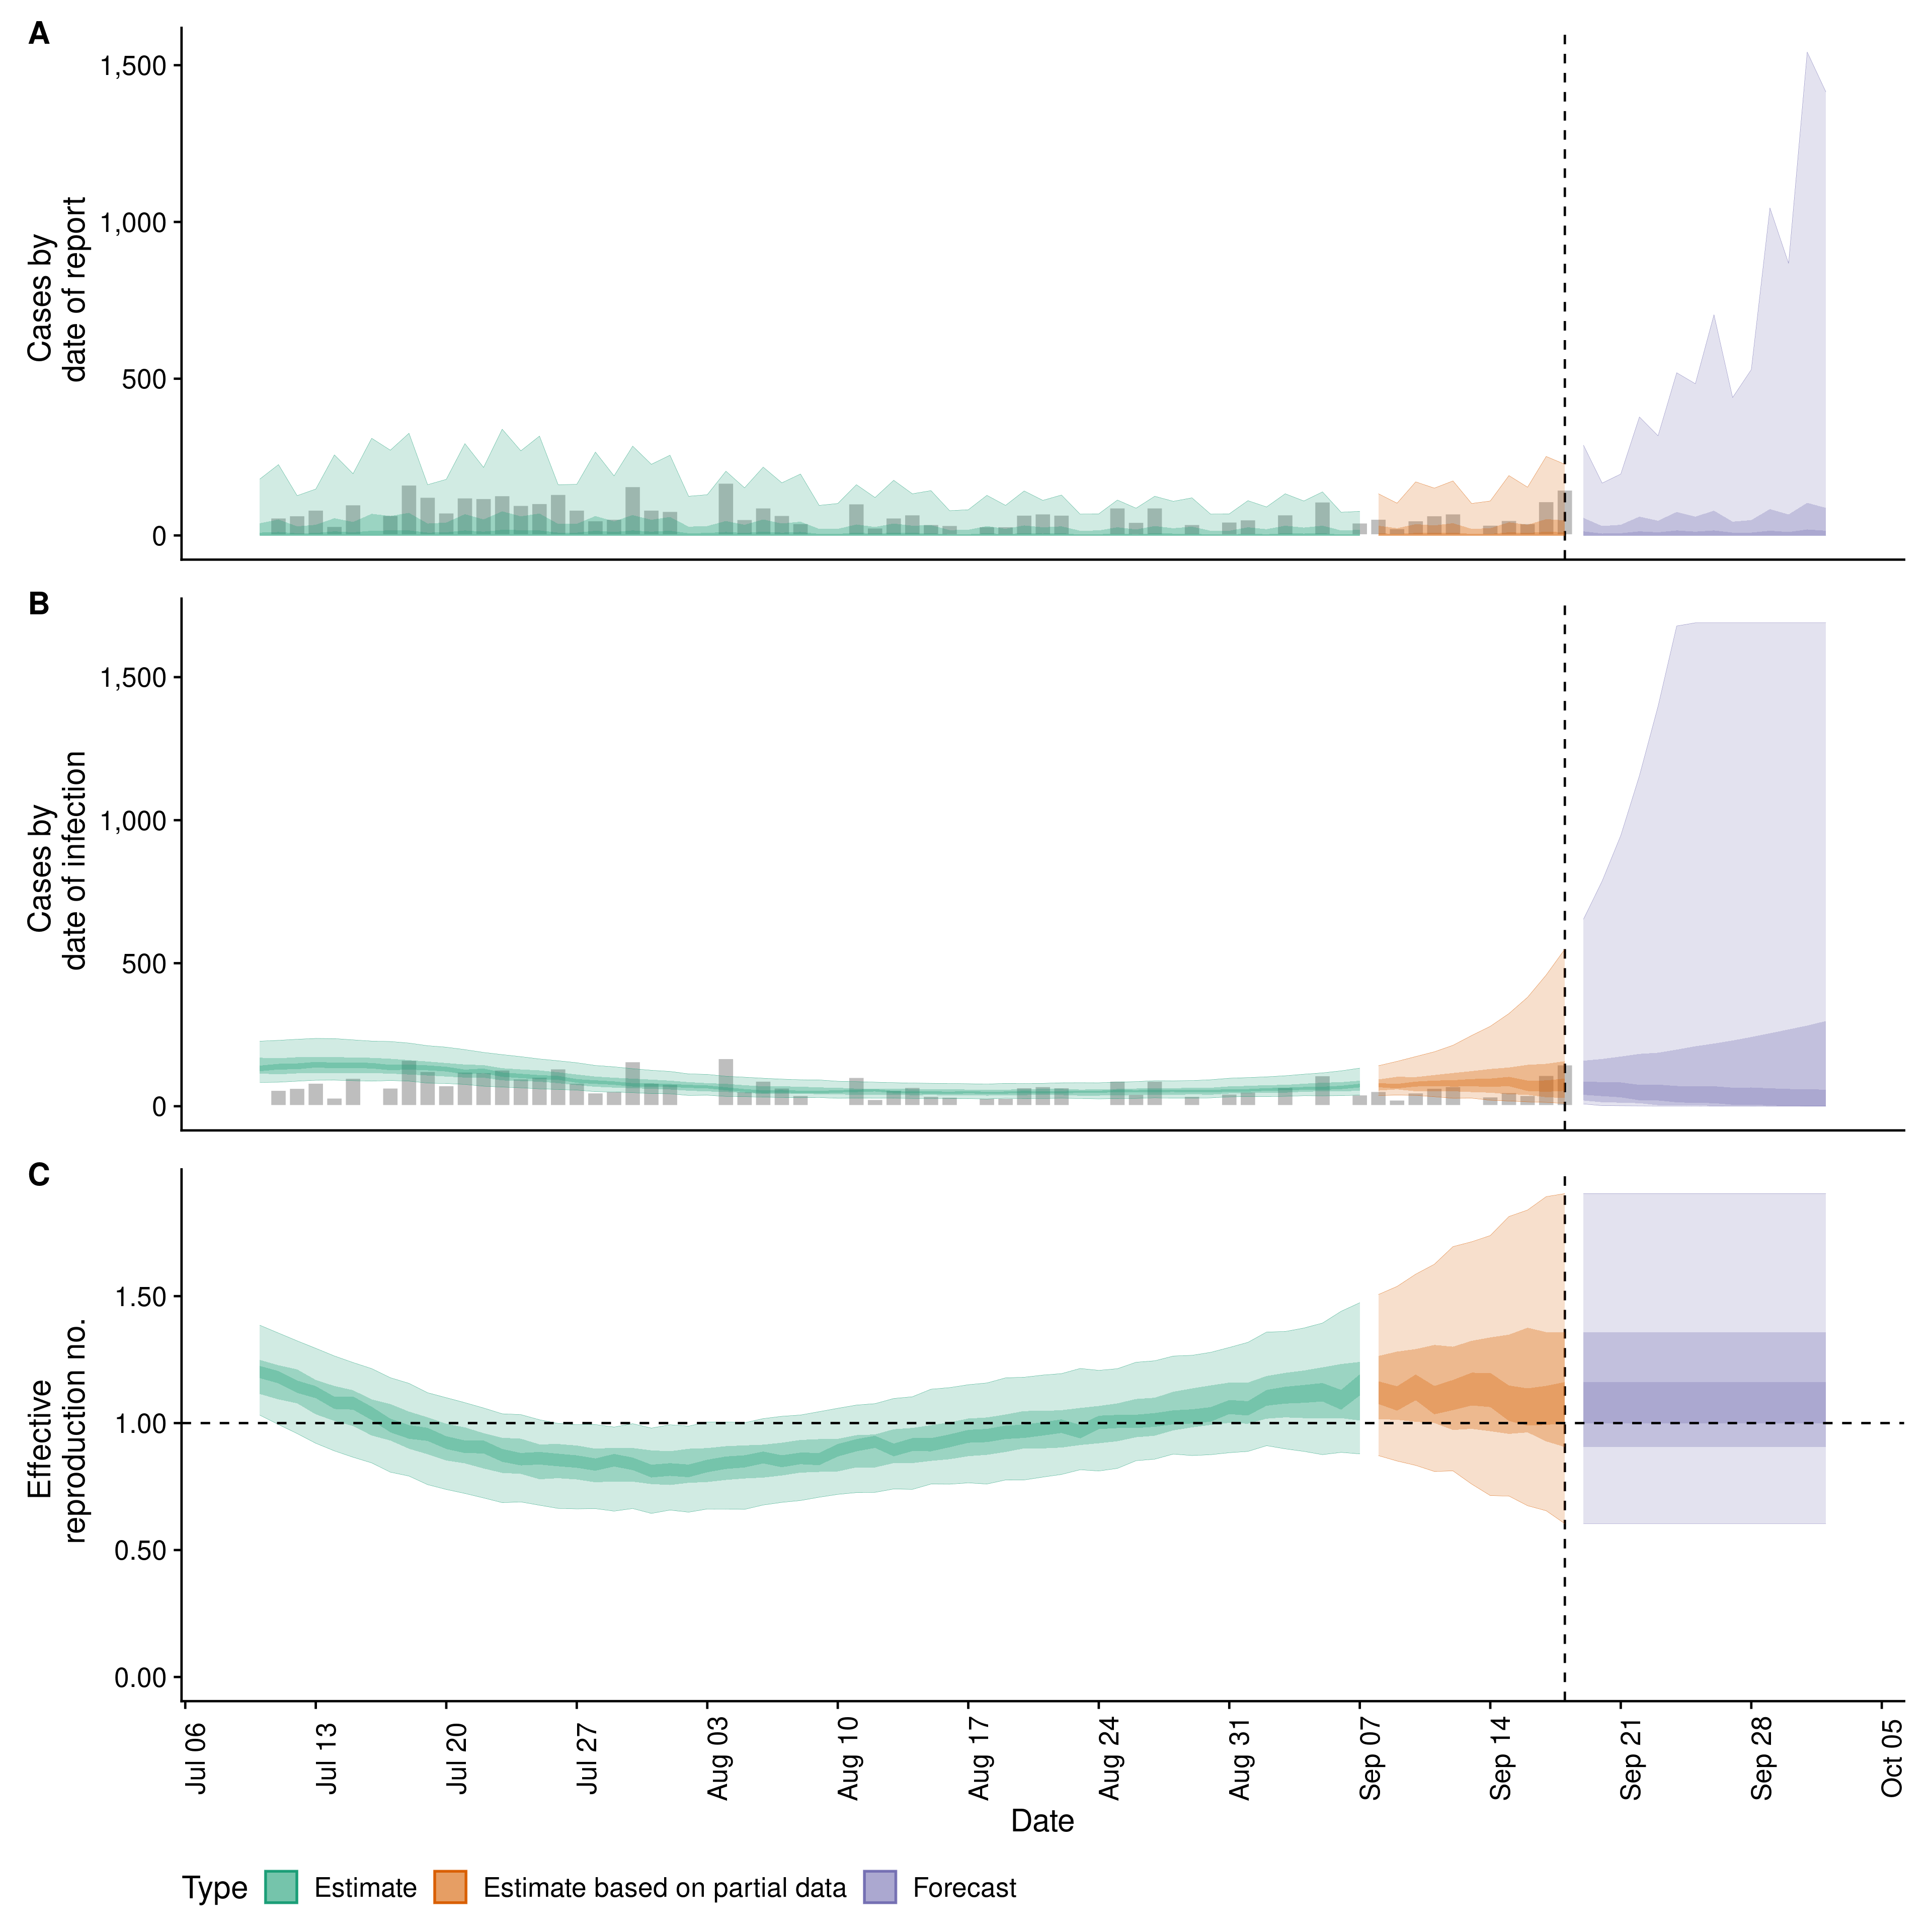 A
1,500
1,000
500
0
Cases by
date of report
B
1,500
1,000
500
0
Cases by
date of infection
C
1.50
1.00
0.50
0.00
Effective
reproduction no.
Jul 06
Jul 13
Jul 20
Jul 27
Aug 03
Aug 10
Aug 17
Aug 24
Aug 31
Sep 07
Sep 14
Sep 21
Sep 28
Oct 05
Date
Type Estimate Estimate based on partial data Forecast